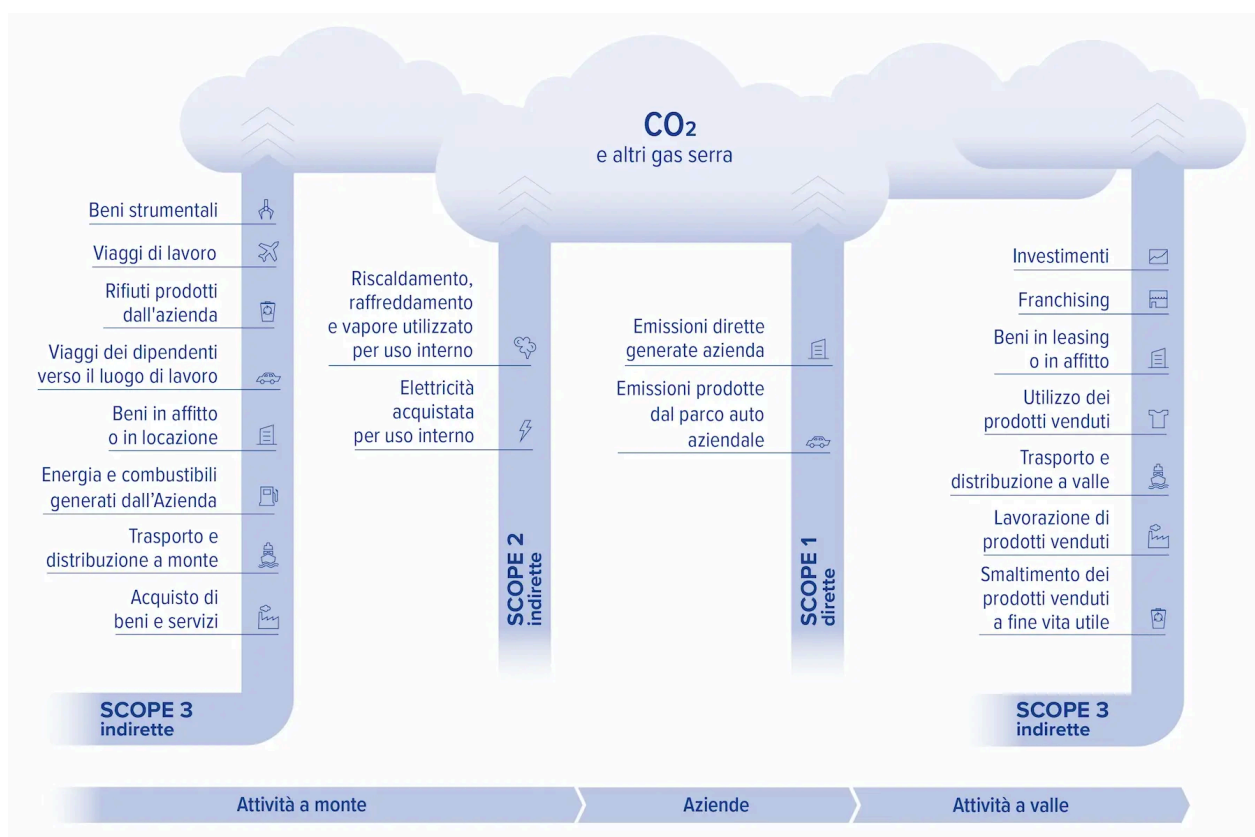 CO2
e altri gas serra
Beni strumentali
Viaggi di lavoro
Rifiuti prodotti
dall'azienda
Viaggi dei dipendenti
verso il luogo di lavoro
Beni in affitto
o in locazione
Energia e combustibili
generati dall'Azienda
Trasporto e
distribuzione a monte
Acquisto di
beni e servizi
SCOPE 3
indirette
Riscaldamento,
raffreddamento
e vapore utilizzato
per uso interno
Elettricità
acquistata
per uso interno
SCOPE 2
indirette
Emissioni dirette
generate azienda
Emissioni prodotte
dal parco auto
aziendale
SCOPE 1
dirette
Investimenti
Franchising
Beni in leasing
o in affitto
Utilizzo dei
prodotti venduti
Trasporto e
distribuzione a valle
Lavorazione di
prodotti venduti
Smaltimento dei
prodotti venduti
a fine vita utile
SCOPE 3
indirette
Attività a monte
Aziende
Attività a valle